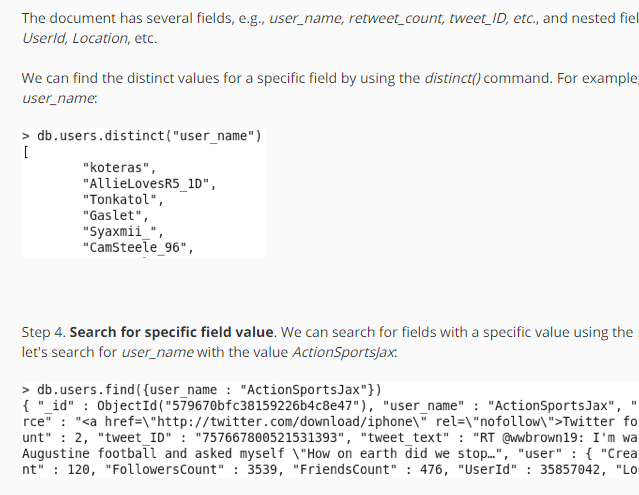 The document has several fields, e.g., user_name, retweet_count, tweet_ID, etc., and nested fiel
UserId, Location, etc.
We can find the distinct values for a specific field by using the distinct() command. For example,
user_name:
> db.users.distinct("user_name")
[
"koteras",
"AllieLovesR5_1D",
"Tonkatol",
"Gaslet",
"Syaxmii_",
"CamSteele_96",
Step 4. Search for specific field value. We can search for fields with a specific value using the
let's search for user_name with the value ActionSportsJax:
> db.users.find({user_name : "ActionSportsJax"})
{ "_id" : ObjectId("579670bfc38159226b4c8e47"), "user_name" : "ActionSportsJax", "
rce" : "<a href=\"http://twitter.com/download/iphone\" rel=\"nofollow\">Twitter fo
unt" : 2, "tweet_ID" : "757667800521531393", "tweet_text" : "RT @wwbrown19: I'm wa
Augustine football and asked myself \"How on earth did we stop…", "user" : { "Crea
nt" : 120, "FollowersCount" : 3539, "FriendsCount" : 476, "UserId" : 35857042, "Lo